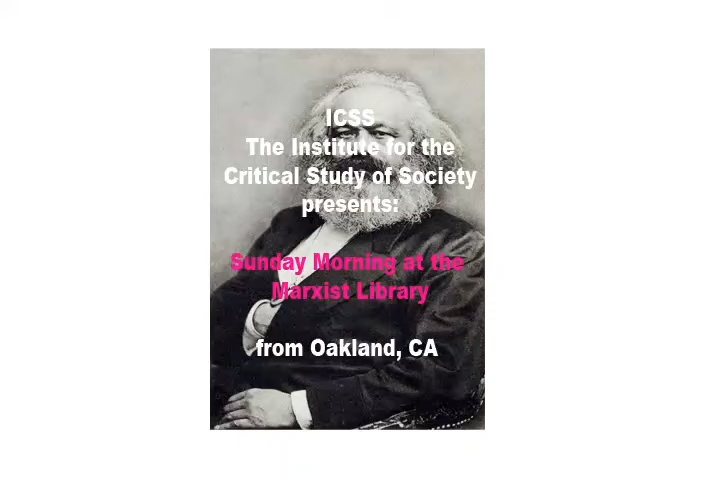 ICSS
The Institute for the
Critical Study of Society
presents:
Sunday Morning at the
Marxist Library
from Oakland, CA